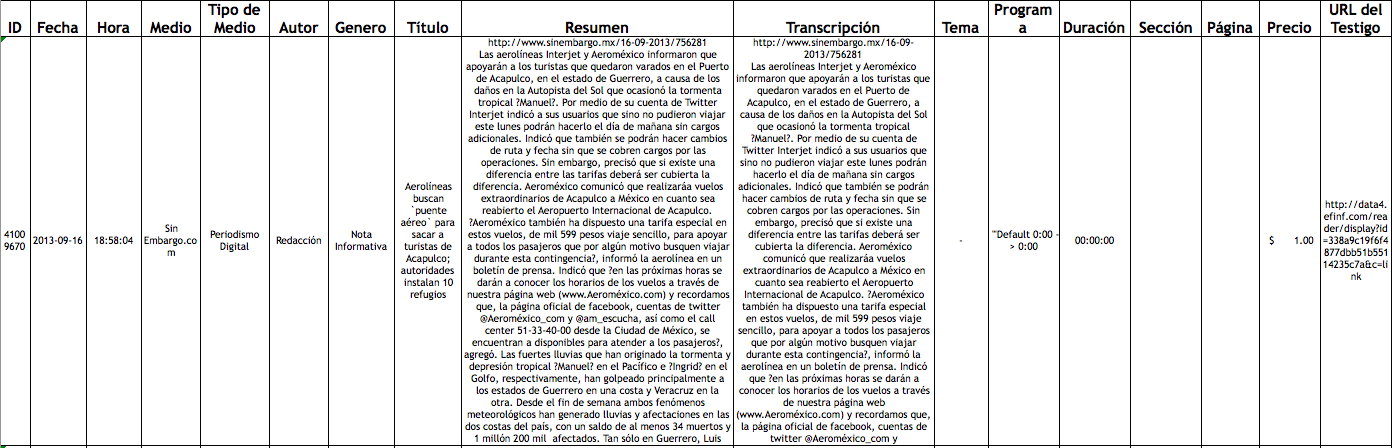 ID Fecha Hora Medio Tipo de Medio Autor Genero Título Resumen Transcripción Tema Program a Duración Sección Página Precio URL del Testigo
4100
9670
2013-09-16
18:58:04
Sin
Embargo.co
m
Periodismo
Digital
Redacción
Nota
Informativa
Aerolíneas
buscan
`puente
aéreo` para
sacar a
turistas de
Acapulco;
autoridades
instalan 10
refugios
http://www.sinembargo.mx/16-09-2013/756281
Las aerolíneas Interjet y Aeroméxico informaron que
apoyarán a los turistas que quedaron varados en el Puerto
de Acapulco, en el estado de Guerrero, a causa de los
daños en la Autopista del Sol que ocasionó la tormenta
tropical ?Manuel?. Por medio de su cuenta de Twitter
Interjet indicó a sus usuarios que sino no pudieron viajar
este lunes podrán hacerlo el día de mañana sin cargos
adicionales. Indicó que también se podrán hacer cambios
de ruta y fecha sin que se cobren cargos por las
operaciones. Sin embargo, precisó que si existe una
diferencia entre las tarifas deberá ser cubierta la
diferencia. Aeroméxico comunicó que realizaráa vuelos
extraordinarios de Acapulco a México en cuanto sea
reabierto el Aeropuerto Internacional de Acapulco.
?Aeroméxico también ha dispuesto una tarifa especial en
estos vuelos, de mil 599 pesos viaje sencillo, para apoyar
a todos los pasajeros que por algún motivo busquen viajar
durante esta contingencia?, informó la aerolínea en un
boletín de prensa. Indicó que ?en las próximas horas se
darán a conocer los horarios de los vuelos a través de
nuestra página web (www.Aeroméxico.com) y recordamos
que, la página oficial de facebook, cuentas de twitter
@Aeroméxico_com y @am_escucha, así como el call
center 51-33-40-00 desde la Ciudad de México, se
encuentran a disponibles para atender a los pasajeros?,
agregó. Las fuertes lluvias que han originado la tormenta y
depresión tropical ?Manuel? en el Pacífico e ?Ingrid? en el
Golfo, respectivamente, han golpeado principalmente a
los estados de Guerrero en una costa y Veracruz en la
otra. Desde el fin de semana ambos fenómenos
meteorológicos han generado lluvias y afectaciones en las
dos costas del país, con un saldo de al menos 34 muertos y
1 millón 200 mil afectados. Tan sólo en Guerrero, Luis
http://www.sinembargo.mx/16-09-
2013/756281
Las aerolíneas Interjet y Aeroméxico
informaron que apoyarán a los turistas que
quedaron varados en el Puerto de
Acapulco, en el estado de Guerrero, a
causa de los daños en la Autopista del Sol
que ocasionó la tormenta tropical
?Manuel?. Por medio de su cuenta de
Twitter Interjet indicó a sus usuarios que
sino no pudieron viajar este lunes podrán
hacerlo el día de mañana sin cargos
adicionales. Indicó que también se podrán
hacer cambios de ruta y fecha sin que se
cobren cargos por las operaciones. Sin
embargo, precisó que si existe una
diferencia entre las tarifas deberá ser
cubierta la diferencia. Aeroméxico
comunicó que realizaráa vuelos
extraordinarios de Acapulco a México en
cuanto sea reabierto el Aeropuerto
Internacional de Acapulco. ?Aeroméxico
también ha dispuesto una tarifa especial
en estos vuelos, de mil 599 pesos viaje
sencillo, para apoyar a todos los pasajeros
que por algún motivo busquen viajar
durante esta contingencia?, informó la
aerolínea en un boletín de prensa. Indicó
que ?en las próximas horas se darán a
conocer los horarios de los vuelos a través
de nuestra página web
(www.Aeroméxico.com) y recordamos que,
la página oficial de facebook, cuentas de
twitter @Aeroméxico_com y
-
"Default 0:00 -
> 0:00
00:00:00
$ 1.00
http://data4.
efinf.com/rea
der/display?id
=338a9c19f6f4
877dbb51b551
14235c7a&c=li
nk